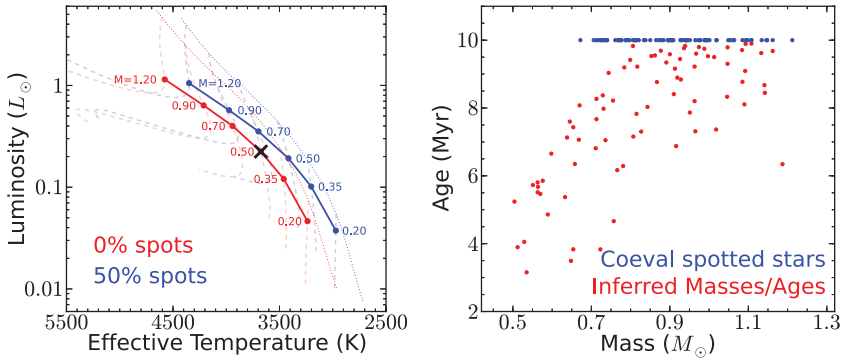 M=1.20
M=1.20
0.90
0.90
0.70
0.70
0.50
0.50
0.35
0.35
0.20
0.20
0% spots
50% spots
1
0.1
0.01
Luminosity (L⊙)
5500
4500
3500
2500
Effective Temperature (K)
10
8
6
4
2
Age (Myr)
Coeval spotted stars
Inferred Masses/Ages
0.5
0.7
0.9
1.1
1.3
Mass (M⊙)